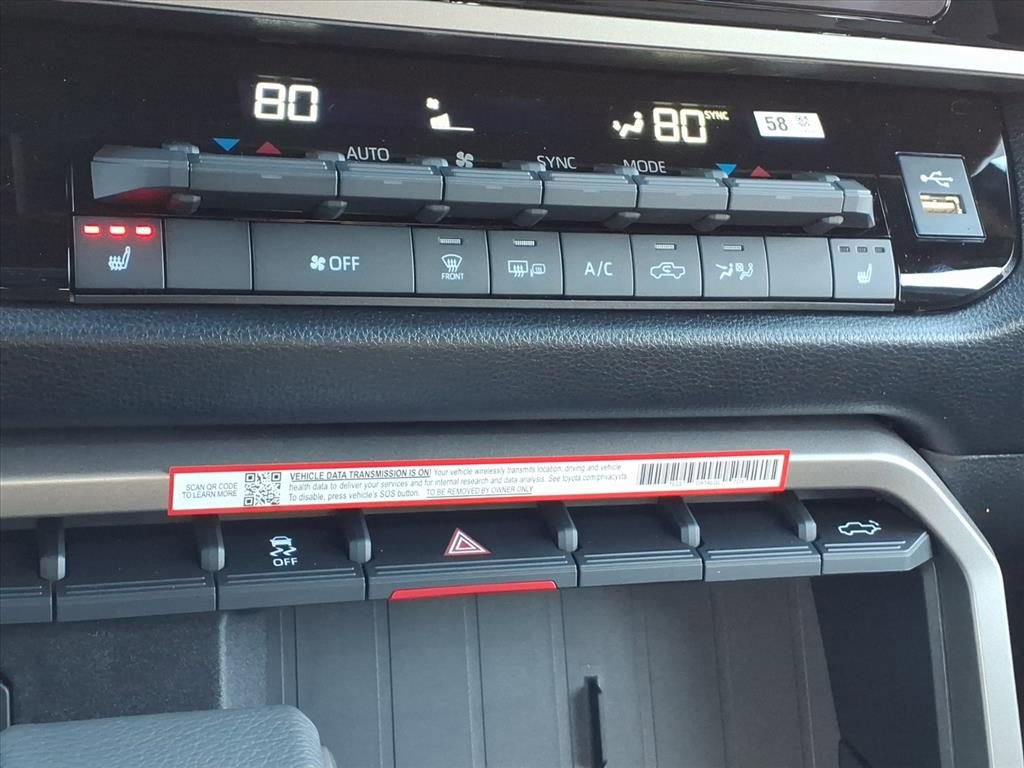 80
80 SYNC
58
AUTO
SYNC
MODE
OFF
FRONT
A/C
SCAN QR CODE
TO LEARN MORE
VEHICLE DATA TRANSMISSION IS ON! Your vehicle wirelessly transmits location, driving and vehicle
health data to deliver your services and for internal research and data analysis. See toyota.com/privacyvts.
To disable, press vehicle's SOS button. TO BE REMOVED BY OWNER ONLY
OFF